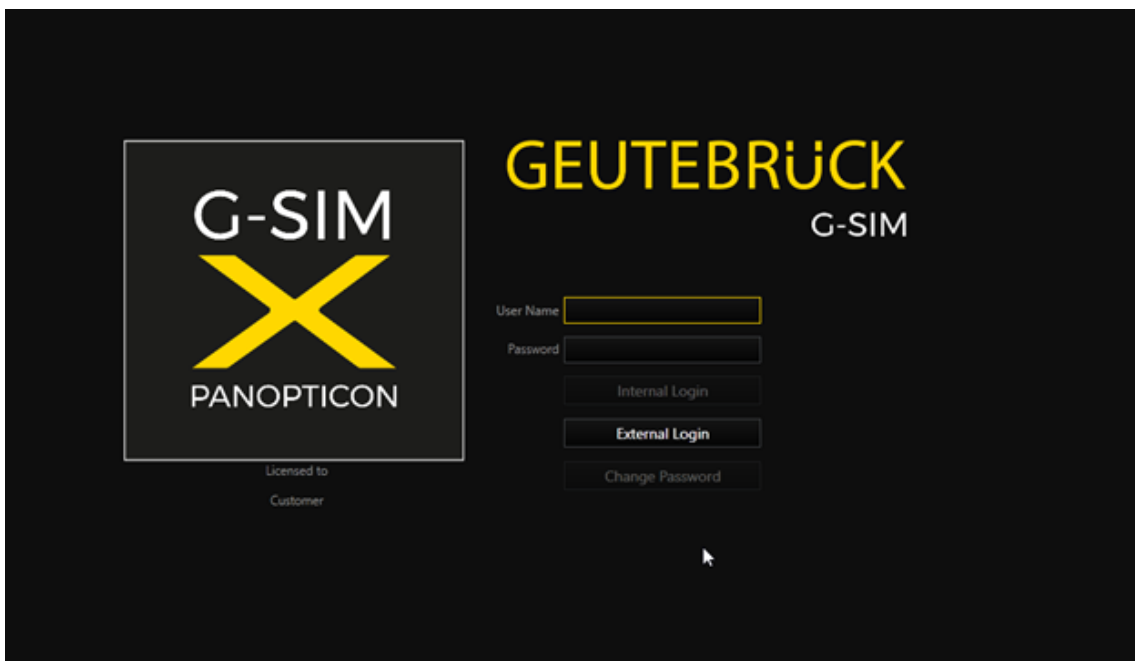 G-SIM
X
PANOPTICON
Licensed to
Customer
GEUTEBRÜCK
G-SIM
User Name
Password
Internal Login
External Login
Change Password